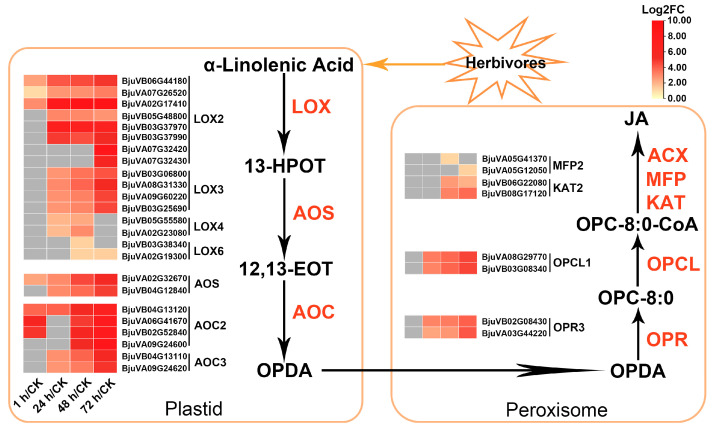 Log2FC
10.00
8.00
6.00
4.00
2.00
0.00
Herbivores
α-Linolenic Acid
LOX
13-HPOT
AOS
12,13-EOT
AOC
OPDA
BjuVB06G44180
BjuVA07G26520
BjuVA02G17410
BjuVB05G48800
BjuVB03G37970
BjuVB03G37990
BjuVA07G32420
BjuVA07G32430
LOX2
BjuVB03G06800
BjuVA08G31330
BjuVA09G60220
BjuVB03G25690
LOX3
BjuVB05G55580
BjuVA02G23080
LOX4
BjuVB03G38340
BjuVA02G19300
LOX6
BjuVA02G32670
BjuVB04G12840
AOS
BjuVB04G13120
BjuVA06G41670
BjuVB02G52840
BjuVA09G24600
AOC2
BjuVB04G13110
BjuVA09G24620
AOC3
1 h/CK
24 h/CK
48 h/CK
72 h/CK
Plastid
JA
ACX
MFP
KAT
OPC-8:0-CoA
OPCL
OPC-8:0
OPR
OPDA
BjuVA05G41370
BjuVA05G12050
MFP2
BjuVB06G22080
BjuVB08G17120
KAT2
BjuVA08G29770
BjuVB03G08340
OPCL1
BjuVB02G08430
BjuVA03G44220
OPR3
Peroxisome